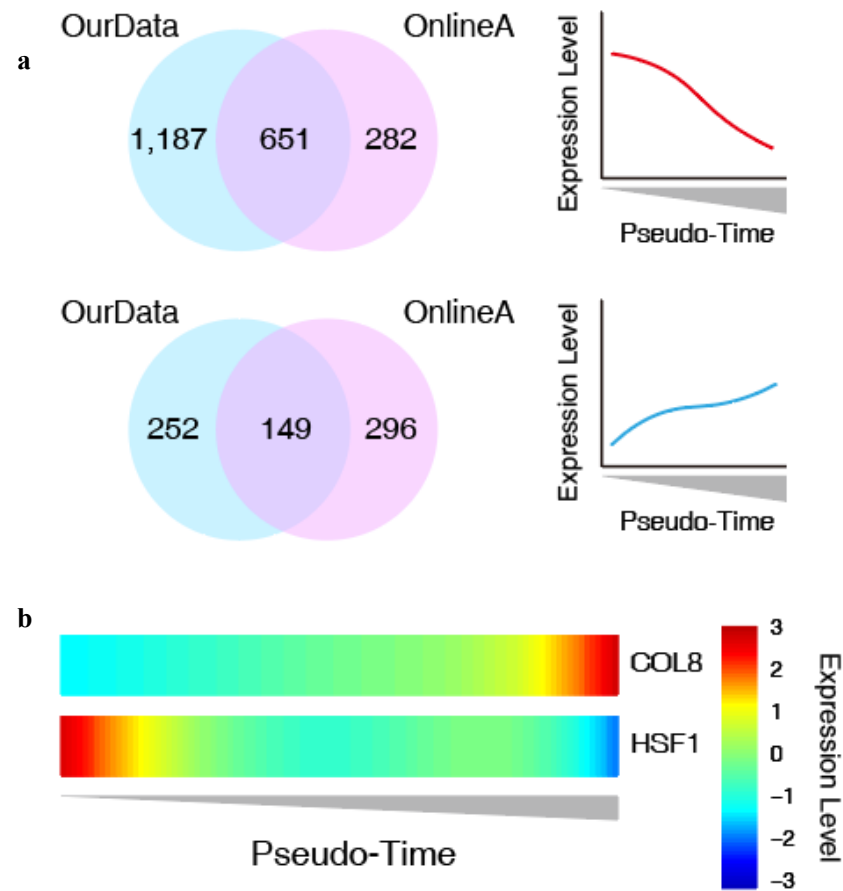 a
OurData OnlineA
1,187 651 282
Expression Level
Pseudo-Time
OurData OnlineA
252 149 296
Expression Level
Pseudo-Time
b
COL8
HSF1
Pseudo-Time
3
2
1
0
−1
−2
−3
Expression Level